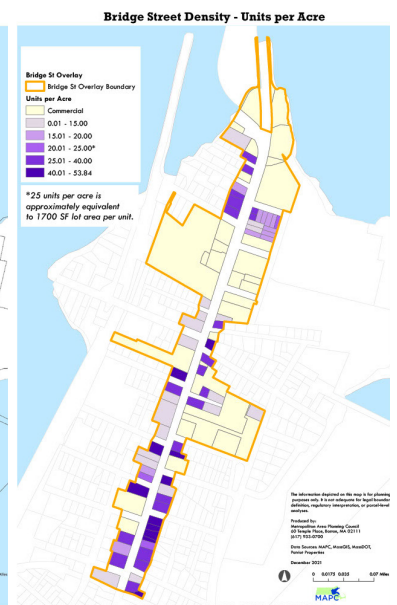 Bridge Street Density - Units per Acre
Bridge St Overlay
Bridge St Overlay Boundary
Units per Acre
Commercial
0.01 - 15.00
15.01 - 20.00
20.01 - 25.00*
25.01 - 40.00
40.01 - 53.84
*25 units per acre is
approximately equivalent
to 1700 SF lot area per unit.
The information depicted on this map is for planning
purposes only. It is not adequate for legal boundary
definition, regulatory interpretation, or parcel-level
analyses.
Produced by:
Metropolitan Area Planning Council
60 Temple Place, Boston, MA 02111
(617) 933-0700
Data Sources: MAPC, MassGIS, MassDOT,
Patriot Properties
December 2021
0 0.0175 0.035 0.07 Miles
MAPC